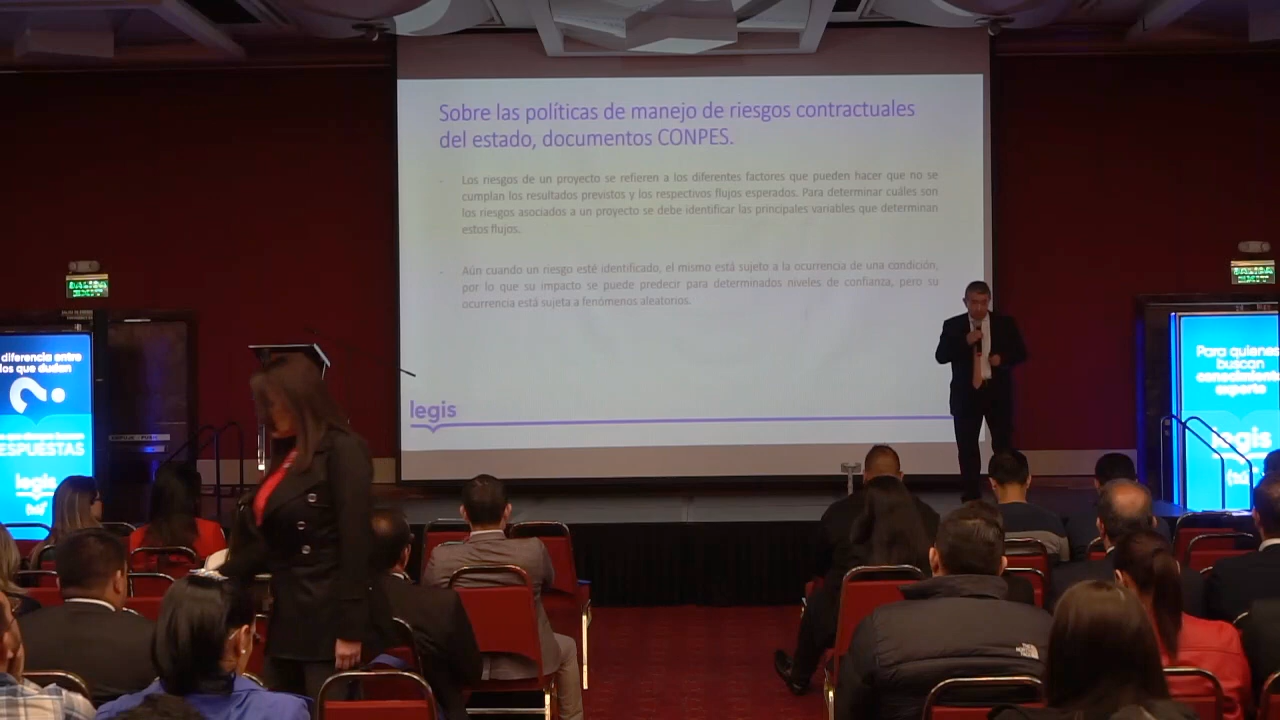 Sobre las políticas de manejo de riesgos contractuales
del estado, documentos CONPES.
- Los riesgos de un proyecto se refieren a los diferentes factores que pueden hacer que no se
cumplan los resultados previstos y los respectivos flujos esperados. Para determinar cuáles son
los riesgos asociados a un proyecto se debe identificar las principales variables que determinan
estos flujos.
- Aún cuando un riesgo esté identificado, el mismo está sujeto a la ocurrencia de una condición,
por lo que su impacto se puede predecir para determinados niveles de confianza, pero su
ocurrencia está sujeta a fenómenos aleatorios.
legis
SALIDA
EXIT
diferencia entre
los que dudan
ESPUESTAS
legis
SALIDA
EXIT
Para quienes
buscan
conocimiento
experto
legis